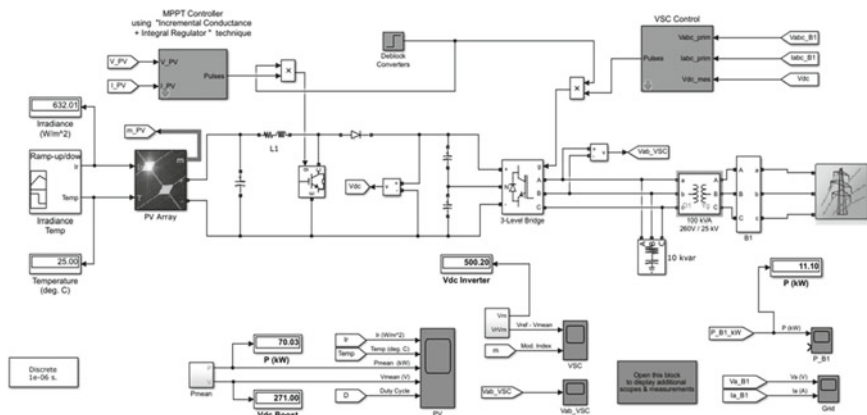 MPPT Controller
using "Incremental Conductance
+ Integral Regulator" technique
V_PV
I_PV
V_PV
I_PV
Pulses
Deblock
Converters
VSC Control
Vabc_prim
Iabc_prim
Vdc_mes
Pulses
Vabc_B1
Iabc_B1
Vdc
632.01
Irradiance
(W/m^2)
m_PV
Ramp-up/dow
Ir
Temp
Irradiance
Temp
m
PV Array
L1
Vdc
g
+
N
-
A
B
C
3-Level Bridge
Vab_VSC
100 kVA
260V / 25 kV
A
B
C
a
b
c
B1
A B C
10 kvar
25.00
Temperature
(deg. C)
500.20
Vdc Inverter
11.10
P (kW)
Discrete
1e-06 s.
Pmean
70.03
P (kW)
271.00
Vdc Boost
Ir
Temp
D
Ir (W/m^2)
Temp (deg. C)
Pmean (kW)
Vmean (V)
Duty Cycle
PV
Vm
Vr/Vm
m
Vref - Vmean
Mod. Index
VSC
Vab_VSC
Vab_VSC
Open this block
to display additional
scopes & measurements
P_B1_kW
P (kW)
P_B1
Va_B1
Ia_B1
Va (V)
Ia (A)
Grid